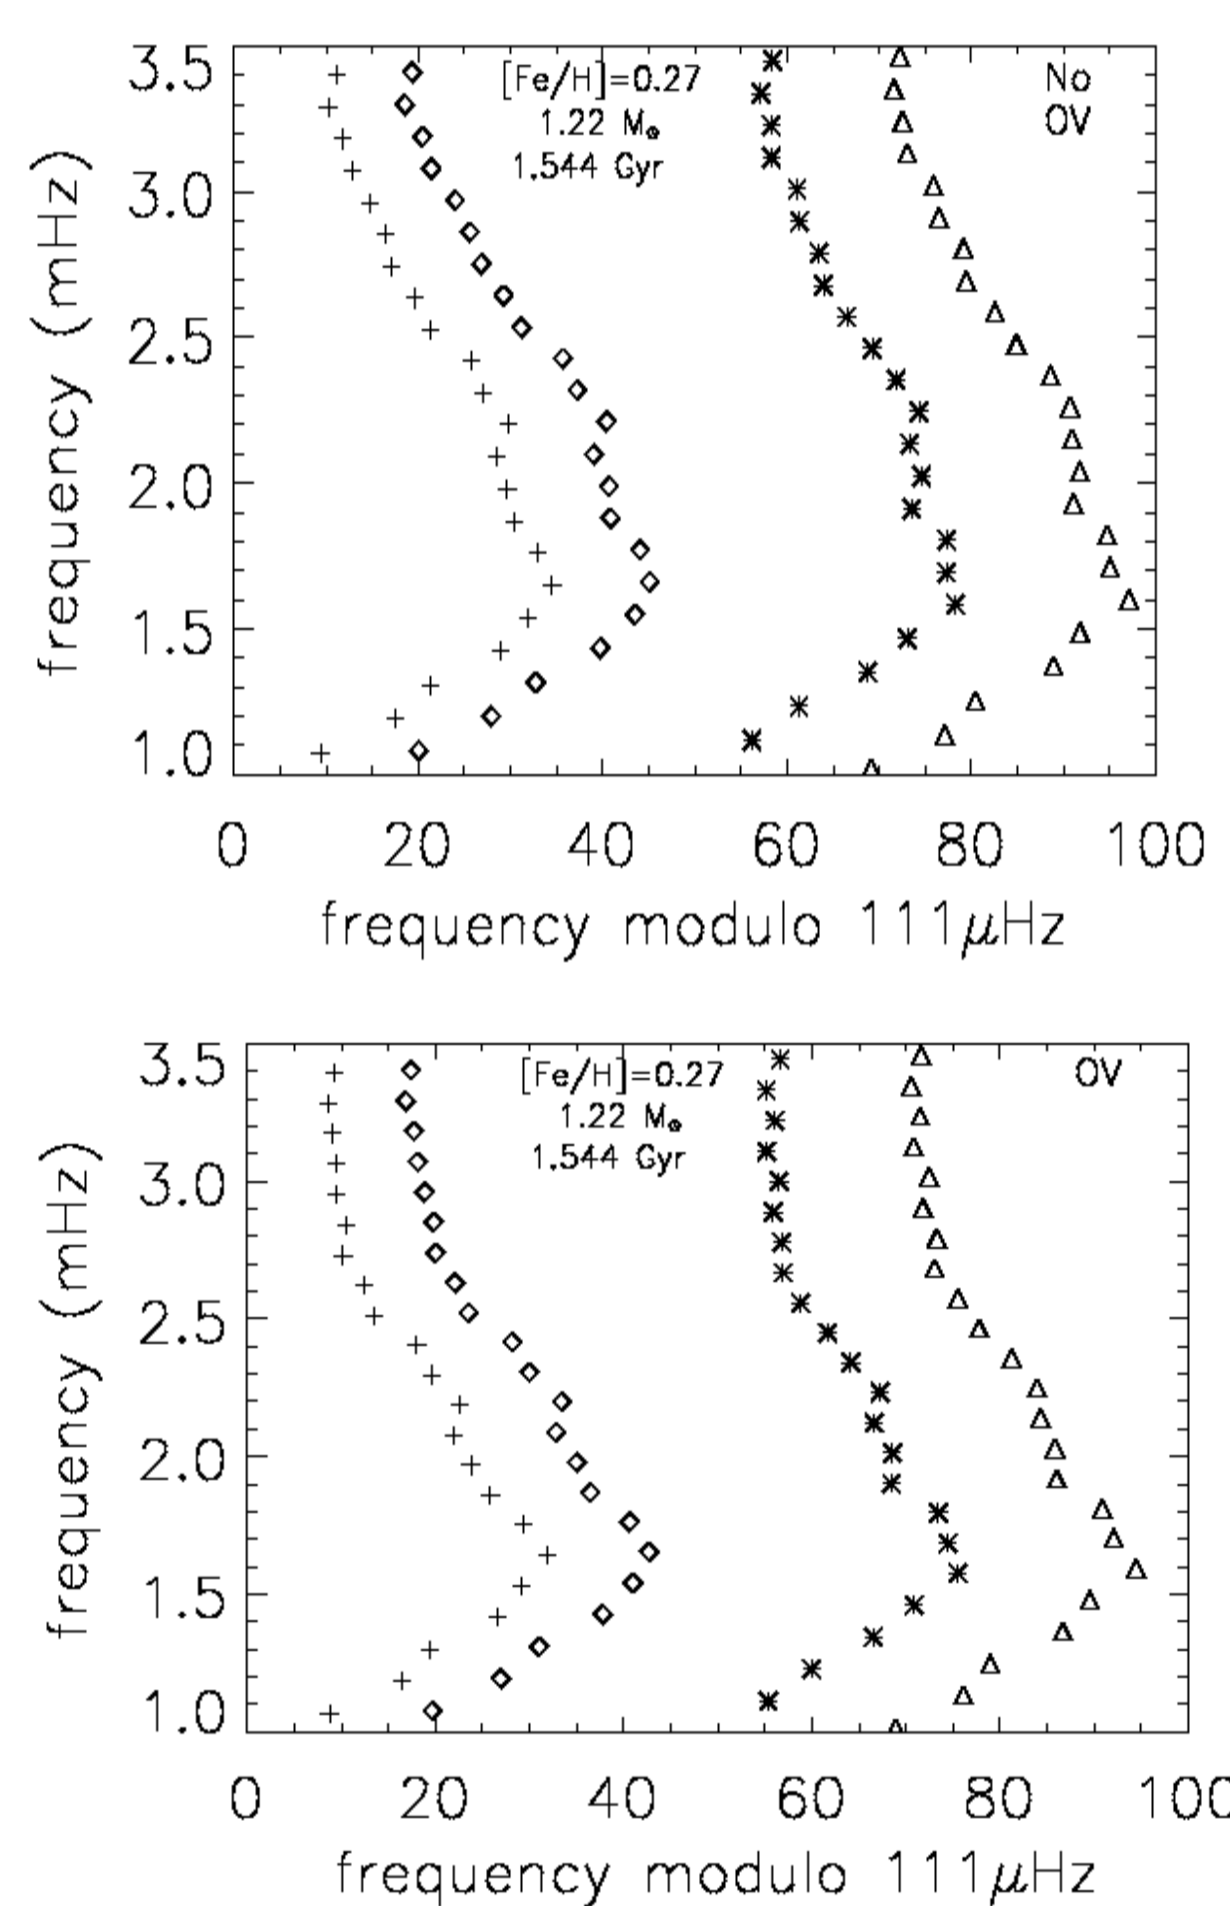 3.5
3.0
2.5
2.0
1.5
1.0
frequency (mHz)
[Fe/H]=0.27
1.22 M⊙
1.544 Gyr
No
OV
0 20 40 60 80 100
frequency modulo 111μHz
3.5
3.0
2.5
2.0
1.5
1.0
frequency (mHz)
[Fe/H]=0.27
1.22 M⊙
1.544 Gyr
OV
0 20 40 60 80 100
frequency modulo 111μHz